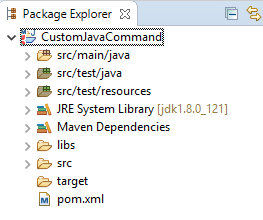 Package Explorer
CustomJavaCommand
src/main/java
src/test/java
src/test/resources
JRE System Library [jdk1.8.0_121]
Maven Dependencies
libs
src
target
pom.xml